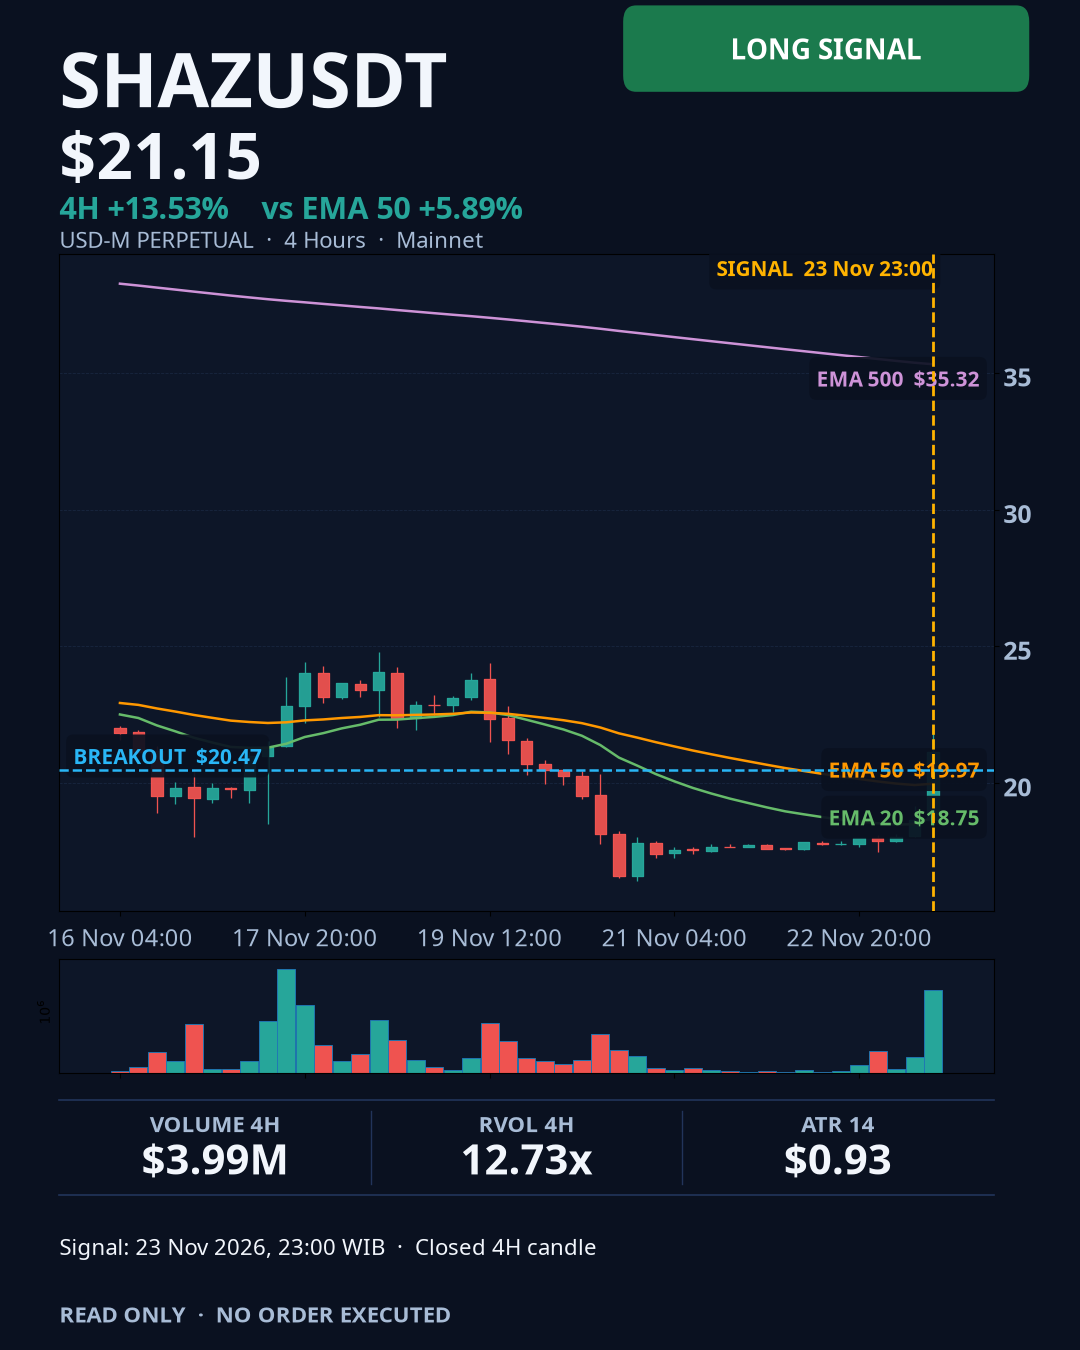 LONG SIGNAL
SHAZUSDT
$21.15
4H +13.53% vs EMA 50 +5.89%
USD-M PERPETUAL · 4 Hours · Mainnet
SIGNAL 23 Nov 23:00
EMA 500 $35.32
35
30
25
BREAKOUT $20.47
EMA 50 $19.97
20
EMA 20 $18.75
16 Nov 04:00 17 Nov 20:00 19 Nov 12:00 21 Nov 04:00 22 Nov 20:00
10⁶
VOLUME 4H RVOL 4H ATR 14
$3.99M 12.73x $0.93
Signal: 23 Nov 2026, 23:00 WIB · Closed 4H candle
READ ONLY · NO ORDER EXECUTED